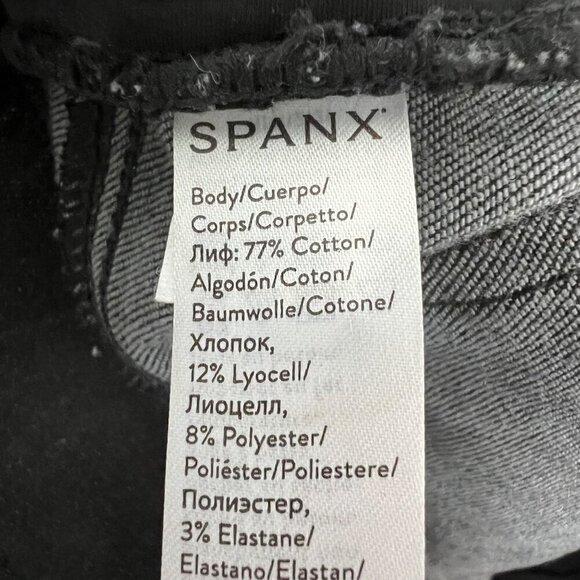 SPANX
Body/Cuerpo/
Corps/Corpetto/
Лиф: 77% Cotton/
Algodón/Coton/
Baumwolle/Cotone/
Хлопок,
12% Lyocell/
Лиоцелл,
8% Polyester/
Poliéster/Poliestere/
Полиэстер,
3% Elastane/
Elastano/Elastan/